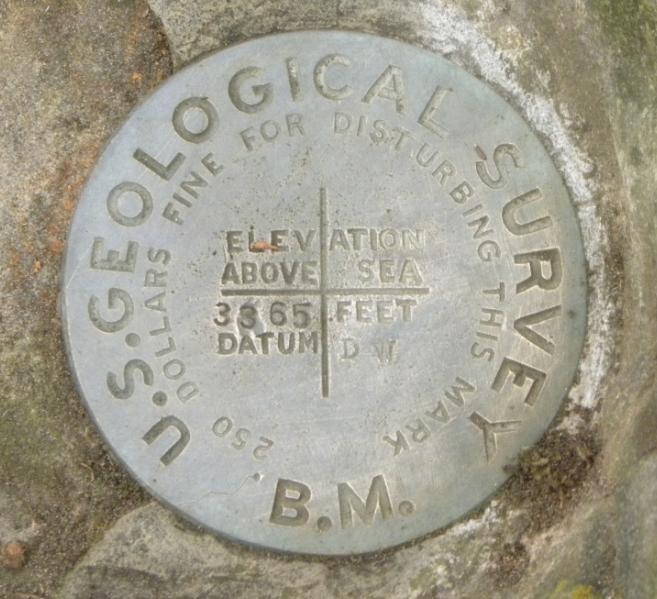 U.S. GEOLOGICAL SURVEY
250 DOLLARS FINE FOR DISTURBING THIS MARK
ELEVATION
ABOVE SEA
3365 FEET
DATUM D W
B.M.